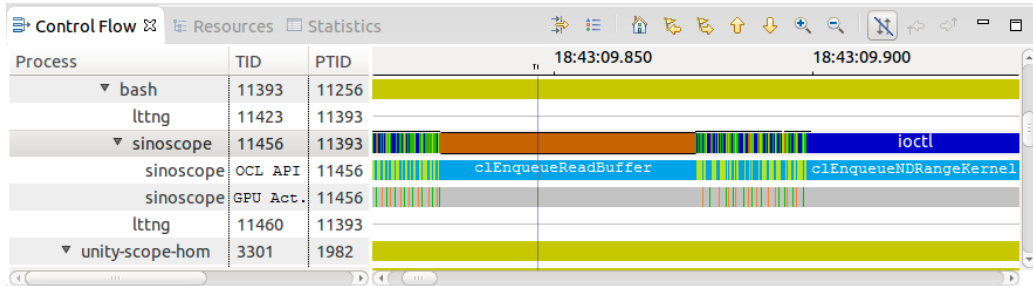 Control Flow Resources Statistics
Process TID PTID 18:43:09.850 18:43:09.900
bash 11393 11256
lttng 11423 11393
sinoscope 11456 11393 ioctl
sinoscope OCL API 11456 clEnqueueReadBuffer clEnqueueNDRangeKernel
sinoscope GPU Act. 11456
lttng 11460 11393
unity-scope-hom 3301 1982